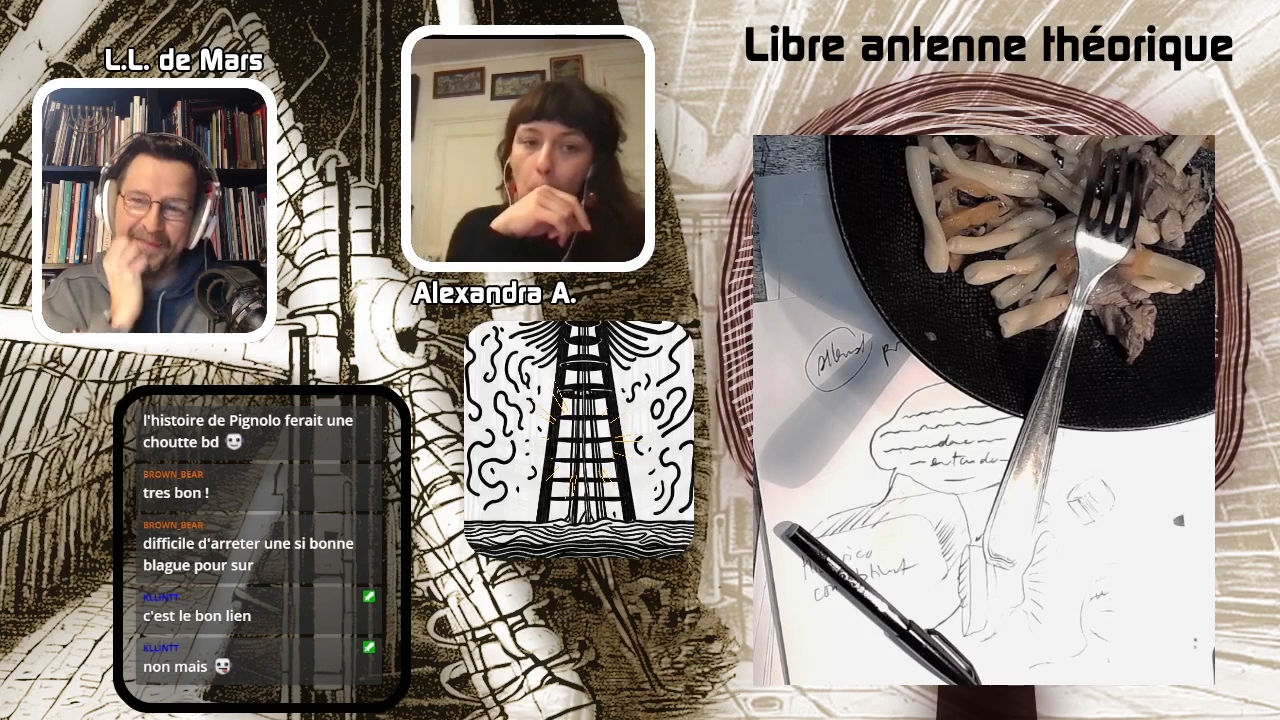 L.L. de Mars
Libre antenne théorique
Alexandra A.
l'histoire de Pignolo ferait une
choutte bd
BROWN_BEAR
tres bon !
BROWN_BEAR
difficile d'arreter une si bonne
blague pour sur
KLLINTT
c'est le bon lien
KLLINTT
non mais